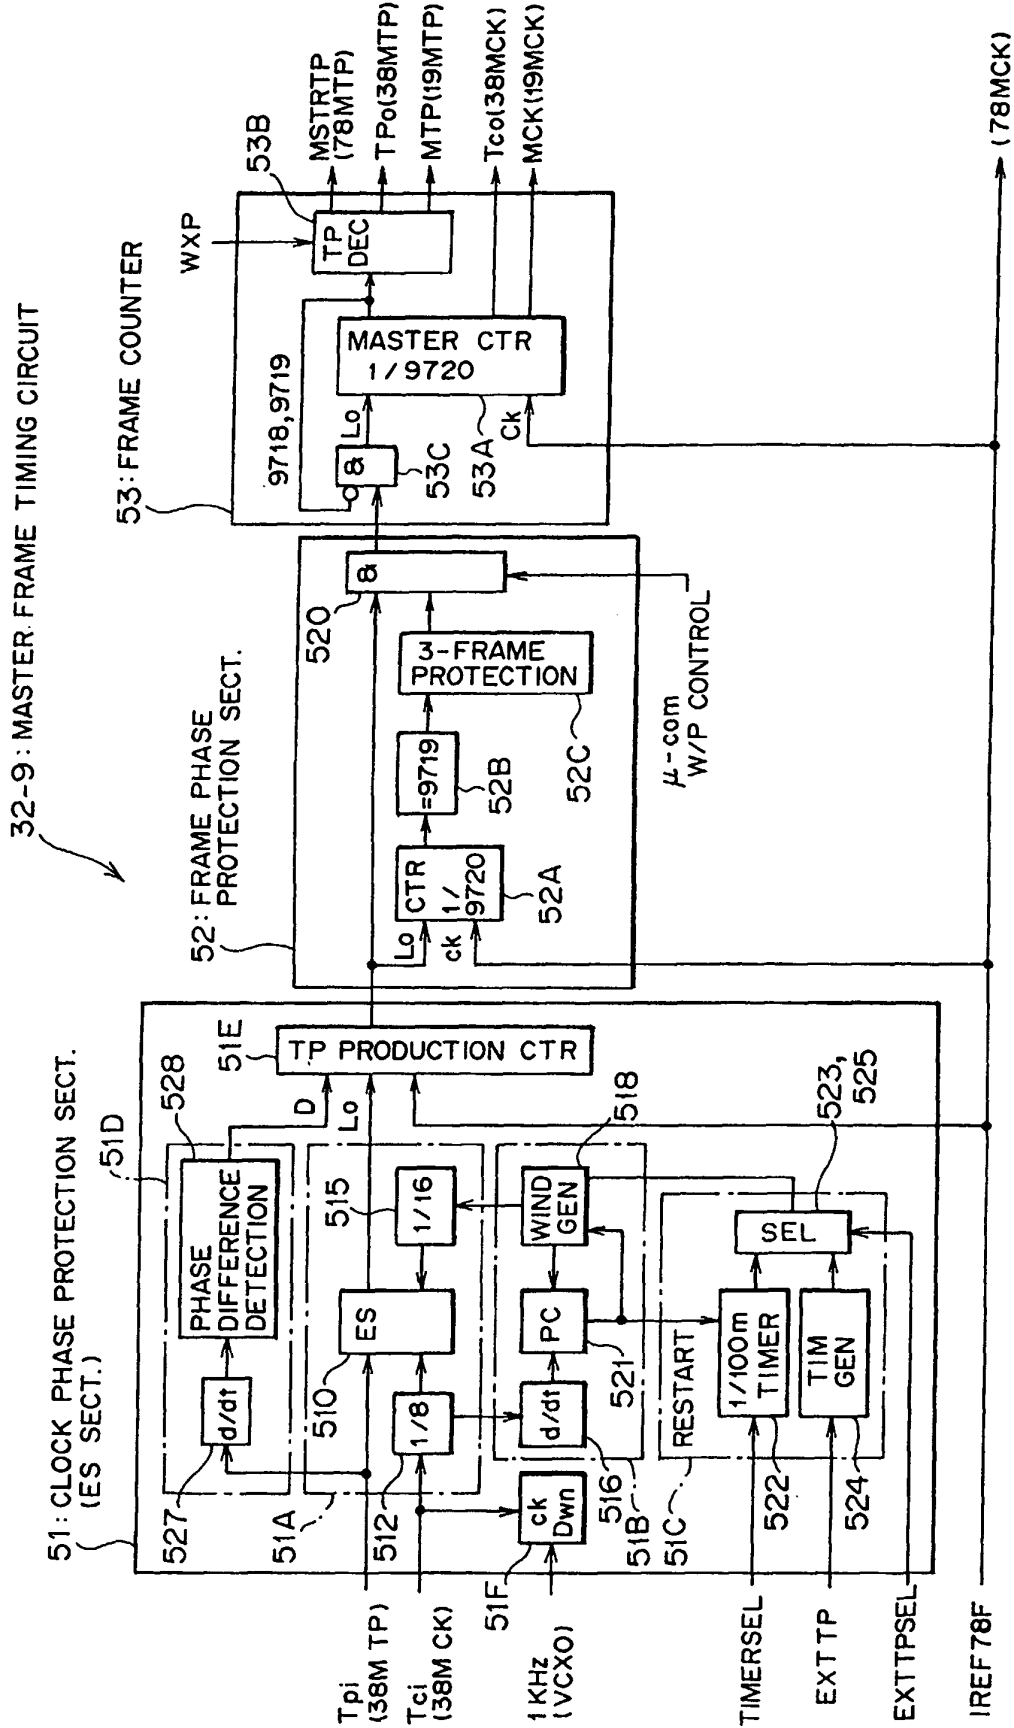 32-9: MASTER FRAME TIMING CIRCUIT
51: CLOCK PHASE PROTECTION SECT.
(ES SECT.)
52: FRAME PHASE
PROTECTION SECT.
53: FRAME COUNTER
51D
528
527
d/dt
PHASE
DIFFERENCE
DETECTION
D
Lo
51E
TP PRODUCTION CTR
51A
510
512
1/8
ES
515
1/16
51F
ck
Dwn
516
d/dt
521
PC
WIND
GEN
518
51B
51C
RESTART
522
1/100m
TIMER
524
TIM
GEN
SEL
523,
525
Tpi
(38M TP)
Tci
(38M CK)
1KHz
(VCXO)
TIMERSEL
EXTTP
EXTTPSEL
IREF78F
Lo
ck
CTR
1/
9720
52A
=9719
52B
3-FRAME
PROTECTION
52C
520
&
μ-com
W/P CONTROL
9718, 9719
&
53C
Lo
Ck
53A
MASTER CTR
1/9720
WXP
TP
DEC
53B
MSTRTP
(78MTP)
TPo(38MTP)
MTP(19MTP)
Tco(38MCK)
MCK(19MCK)
(78MCK)